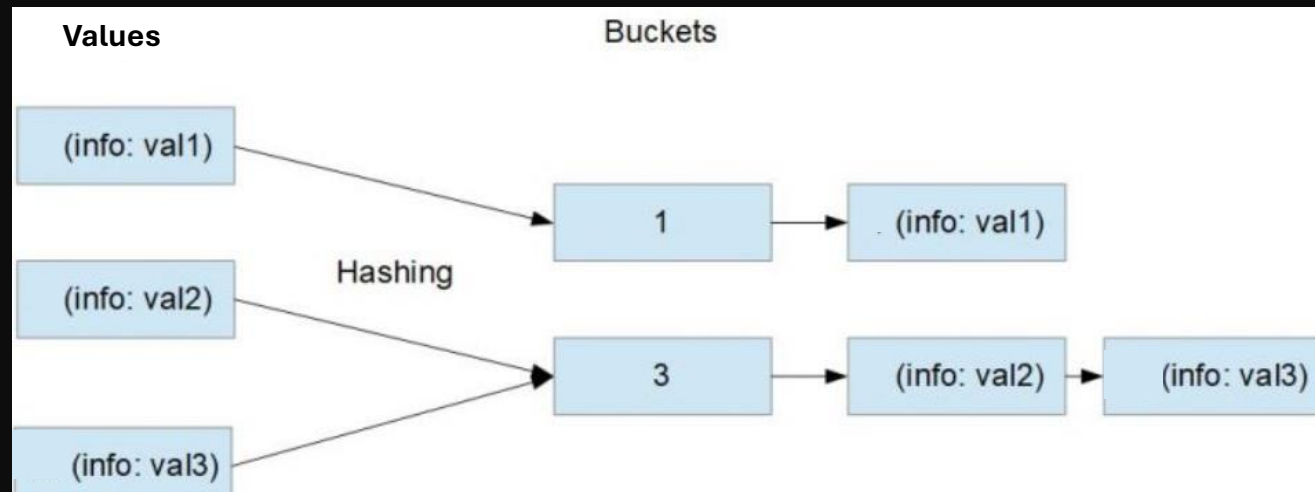 Values
Buckets
(info: val1)
1
(info: val1)
Hashing
(info: val2)
3
(info: val2)
(info: val3)
(info: val3)